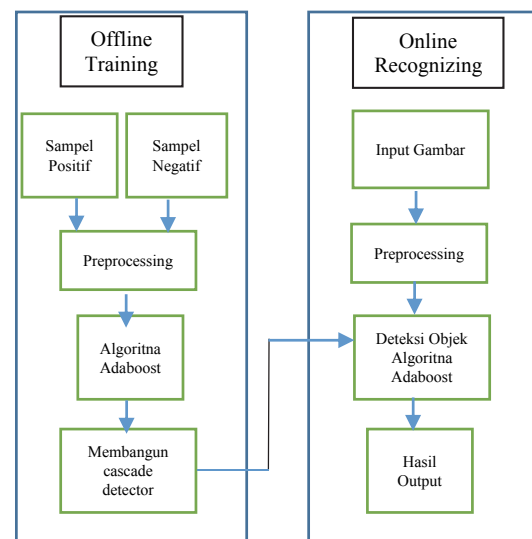 Offline
Training
Sampel
Positif
Sampel
Negatif
Preprocessing
Algoritna
Adaboost
Membangun
cascade
detector
Online
Recognizing
Input Gambar
Preprocessing
Deteksi Objek
Algoritna
Adaboost
Hasil
Output